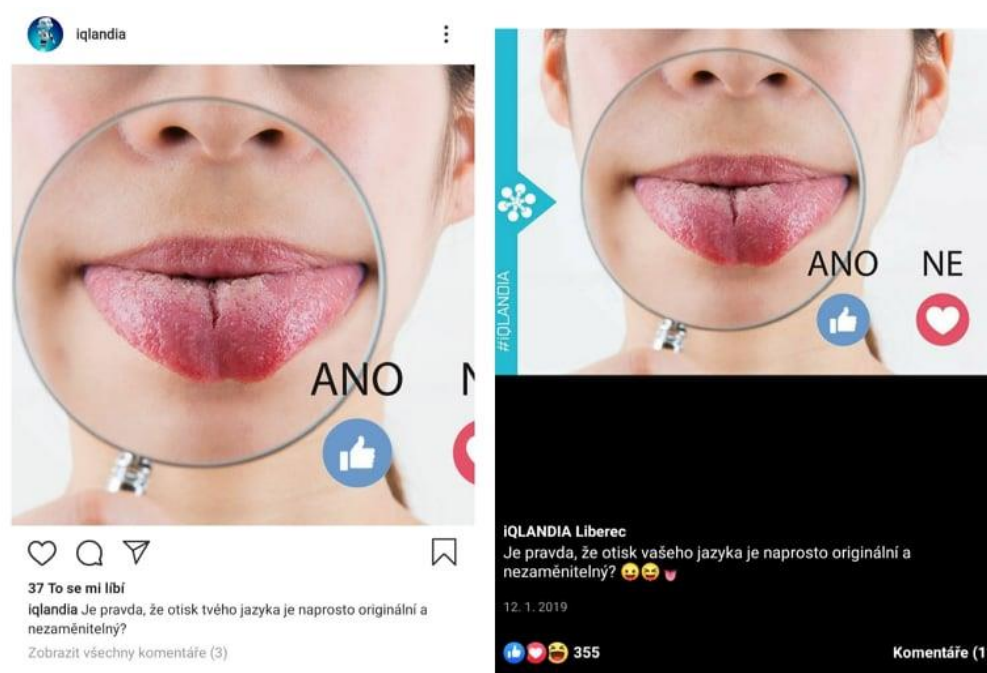 iqlandia
ANO
37 To se mi líbí
iqlandia Je pravda, že otisk tvého jazyka je naprosto originální a
nezaměnitelný?
Zobrazit všechny komentáře (3)
#iQLANDIA
ANO NE
iQLANDIA Liberec
Je pravda, že otisk vašeho jazyka je naprosto originální a
nezaměnitelný? 😛😆👅
12. 1. 2019
355
Komentáře (1